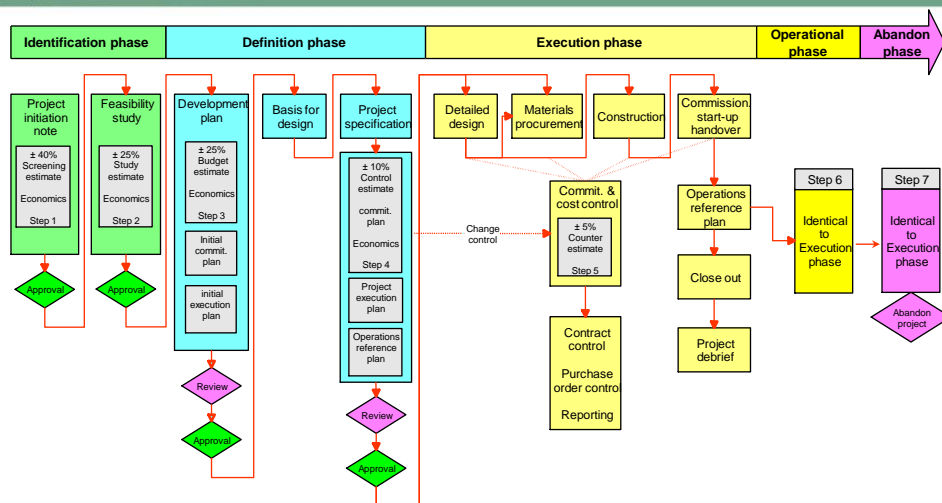 Identification phase
Definition phase
Execution phase
Operational
phase
Abandon
phase
Project
initiation
note
± 40%
Screening
estimate
Economics
Step 1
Approval
Feasibility
study
± 25%
Study
estimate
Economics
Step 2
Approval
Development
plan
± 25%
Budget
estimate
Economics
Step 3
Initial
commit.
plan
initial
execution
plan
Review
Approval
Basis for
design
Project
specification
± 10%
Control
estimate
commit.
plan
Economics
Step 4
Project
execution
plan
Operations
reference
plan
Review
Approval
Change
control
Detailed
design
Materials
procurement
Construction
Commission.
start-up
handover
Commit. &
cost control
± 5%
Counter
estimate
Step 5
Contract
control
Purchase
order control
Reporting
Operations
reference
plan
Close out
Project
debrief
Step 6
Identical
to
Execution
phase
Step 7
Identical
to
Execution
phase
Abandon
project